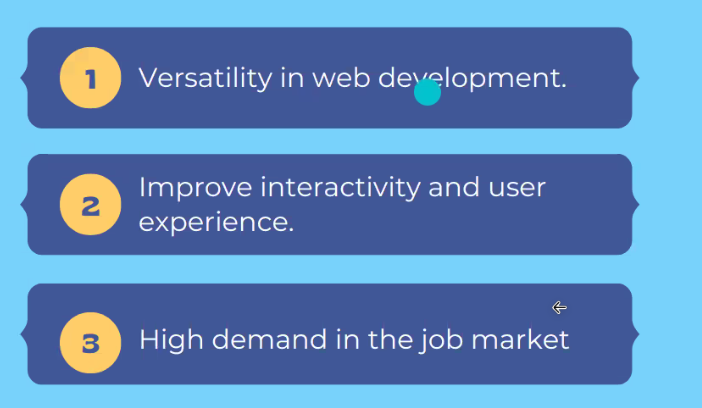 1
Versatility in web development.
2
Improve interactivity and user
experience.
3
High demand in the job market